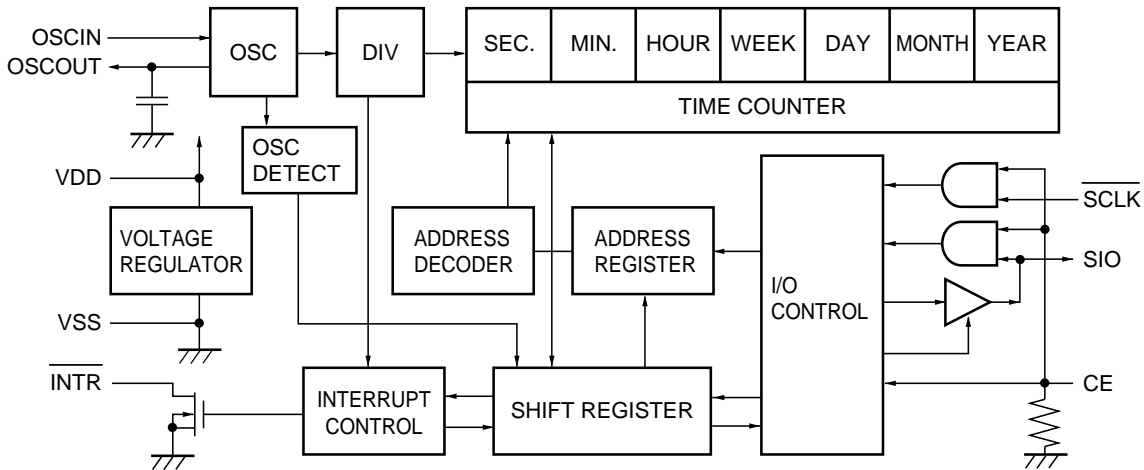 OSCIN
OSCOUT
OSC
DIV
SEC.
MIN.
HOUR
WEEK
DAY
MONTH
YEAR
TIME COUNTER
OSC
DETECT
VDD
VOLTAGE
REGULATOR
VSS
ADDRESS
DECODER
ADDRESS
REGISTER
I/O
CONTROL
SCLK
SIO
CE
INTR
INTERRUPT
CONTROL
SHIFT REGISTER